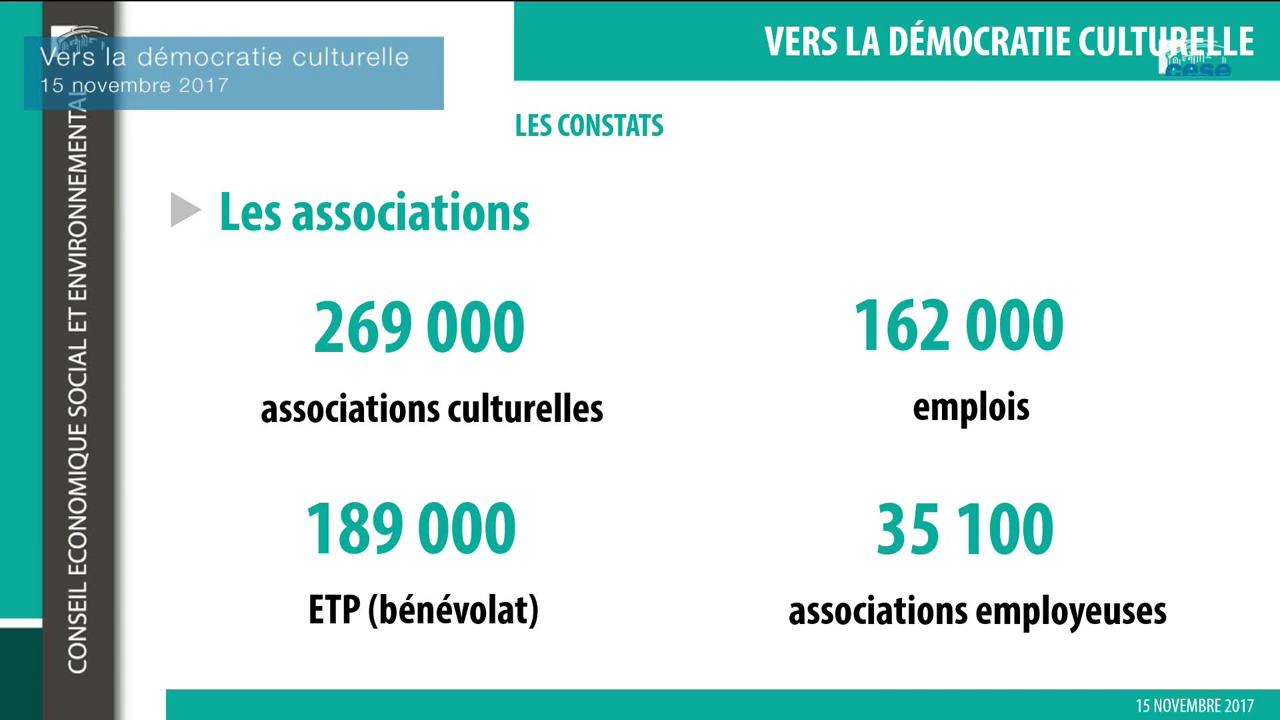 Vers la démocratie culturelle
15 novembre 2017
VERS LA DÉMOCRATIE CULTURELLE
cese
CONSEIL ECONOMIQUE SOCIAL ET ENVIRONNEMENTAL
LES CONSTATS
Les associations
269 000
associations culturelles
162 000
emplois
189 000
ETP (bénévolat)
35 100
associations employeuses
15 NOVEMBRE 2017